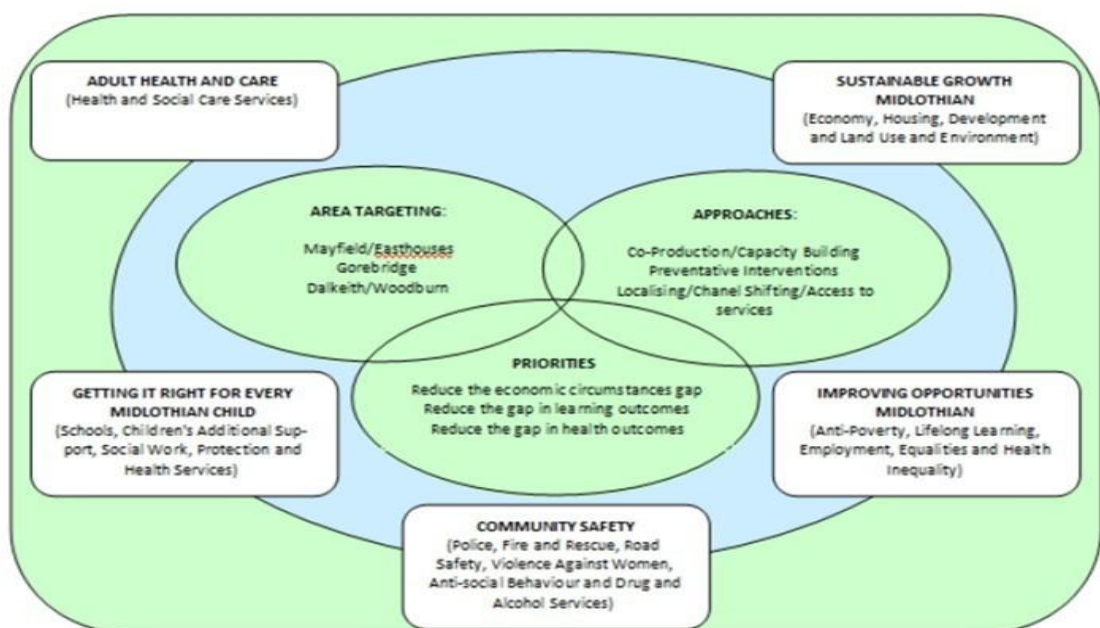 ADULT HEALTH AND CARE
(Health and Social Care Services)
SUSTAINABLE GROWTH
MIDLOTHIAN
(Economy, Housing, Development
and Land Use and Environment)
AREA TARGETING:
Mayfield/Easthouses
Gorebridge
Dalkeith/Woodburn
APPROACHES:
Co-Production/Capacity Building
Preventative Interventions
Localising/Chanel Shifting/Access to
services
PRIORITIES
Reduce the economic circumstances gap
Reduce the gap in learning outcomes
Reduce the gap in health outcomes
GETTING IT RIGHT FOR EVERY
MIDLOTHIAN CHILD
(Schools, Children's Additional Sup-
port, Social Work, Protection and
Health Services)
IMPROVING OPPORTUNITIES
MIDLOTHIAN
(Anti-Poverty, Lifelong Learning,
Employment, Equalities and Health
Inequality)
COMMUNITY SAFETY
(Police, Fire and Rescue, Road
Safety, Violence Against Women,
Anti-social Behaviour and Drug and
Alcohol Services)